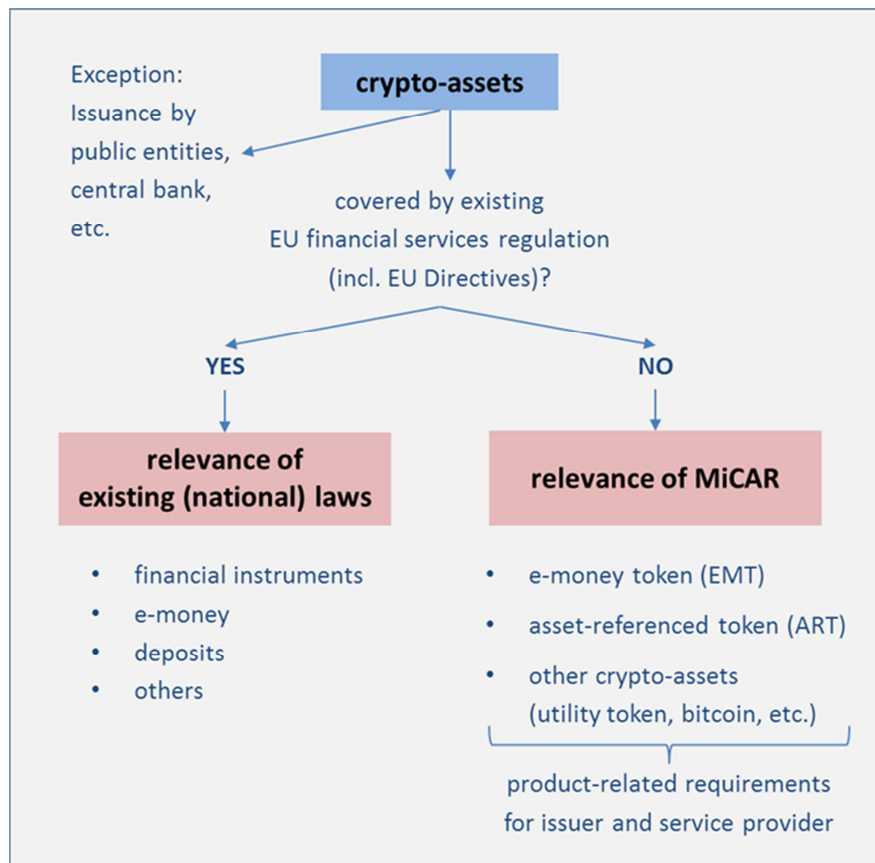 Exception:
Issuance by
public entities,
central bank,
etc.
crypto-assets
covered by existing
EU financial services regulation
(incl. EU Directives)?
YES
NO
relevance of
existing (national) laws
relevance of MiCAR
• financial instruments
• e-money
• deposits
• others
• e-money token (EMT)
• asset-referenced token (ART)
• other crypto-assets
(utility token, bitcoin, etc.)
product-related requirements
for issuer and service provider